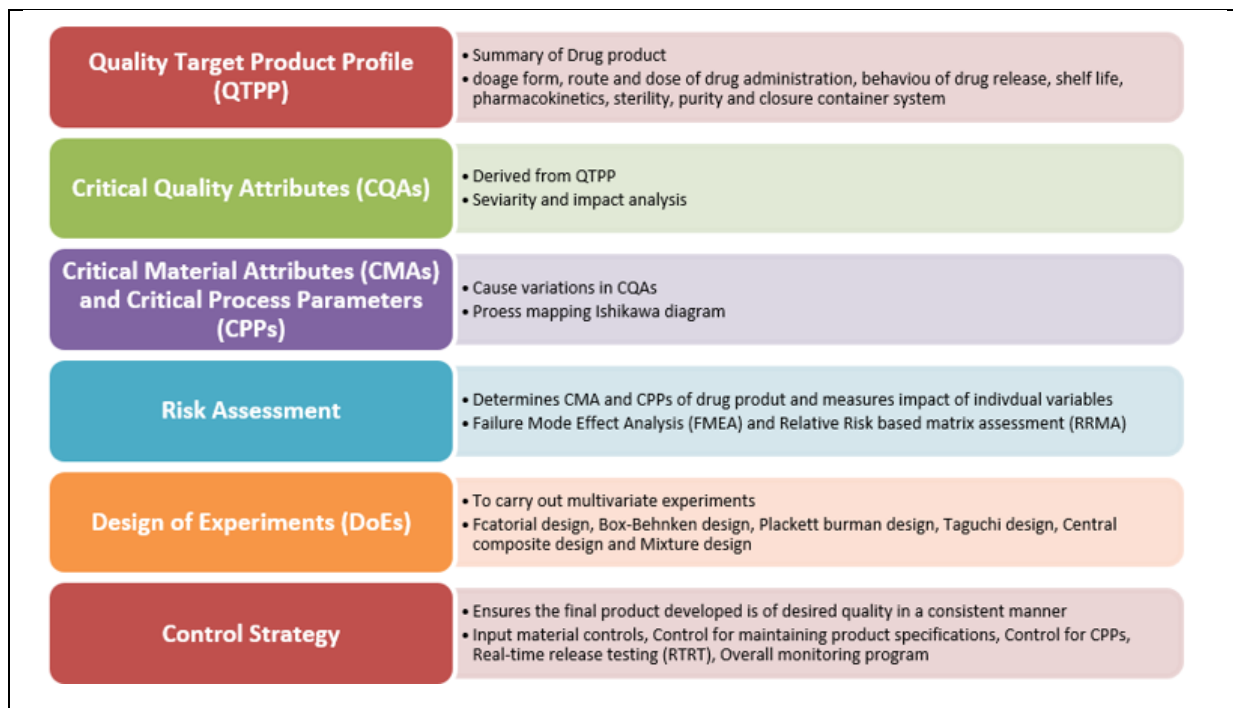 Quality Target Product Profile
(QTPP)
• Summary of Drug product
• doage form, route and dose of drug administration, behaviou of drug release, shelf life,
pharmacokinetics, sterility, purity and closure container system
Critical Quality Attributes (CQAs)
• Derived from QTPP
• Seviarity and impact analysis
Critical Material Attributes (CMAs)
and Critical Process Parameters
(CPPs)
• Cause variations in CQAs
• Proess mapping Ishikawa diagram
Risk Assessment
• Determines CMA and CPPs of drug produt and measures impact of indivdual variables
• Failure Mode Effect Analysis (FMEA) and Relative Risk based matrix assessment (RRMA)
Design of Experiments (DoEs)
• To carry out multivariate experiments
• Fcatorial design, Box-Behnken design, Plackett burman design, Taguchi design, Central
composite design and Mixture design
Control Strategy
• Ensures the final product developed is of desired quality in a consistent manner
• Input material controls, Control for maintaining product specifications, Control for CPPs,
Real-time release testing (RTRT), Overall monitoring program